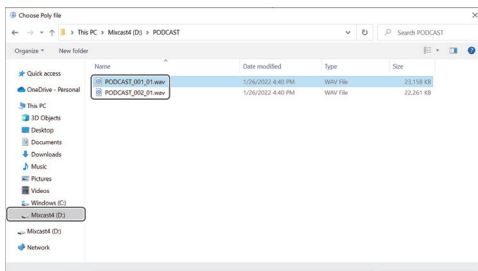 Choose Poly file
This PC > Mixcast4 (D:) > PODCAST
Search PODCAST
Organize New folder
Name Date modified Type Size
PODCAST_001_01.wav 1/26/2022 4:40 PM WAV File 23,158 KB
PODCAST_002_01.wav 1/26/2022 4:40 PM WAV File 22,261 KB
Quick access
OneDrive - Personal
This PC
3D Objects
Desktop
Documents
Downloads
Music
Pictures
Videos
Windows (C:)
Mixcast4 (D:)
Mixcast4 (D:)
Network